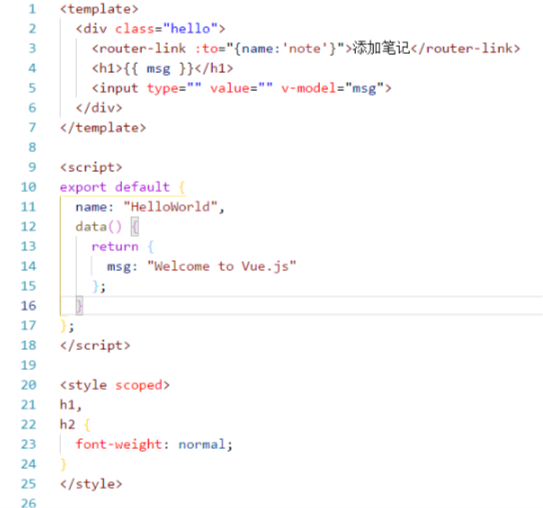 1 <template>
2 <div class="hello">
3 <router-link :to="{name:'note'}">添加笔记</router-link>
4 <h1>{{ msg }}</h1>
5 <input type="" value="" v-model="msg">
6 </div>
7 </template>
8
9 <script>
10 export default {
11 name: "HelloWorld",
12 data() {
13 return {
14 msg: "Welcome to Vue.js"
15 };
16 }
17 };
18 </script>
19
20 <style scoped>
21 h1,
22 h2 {
23 font-weight: normal;
24 }
25 </style>
26